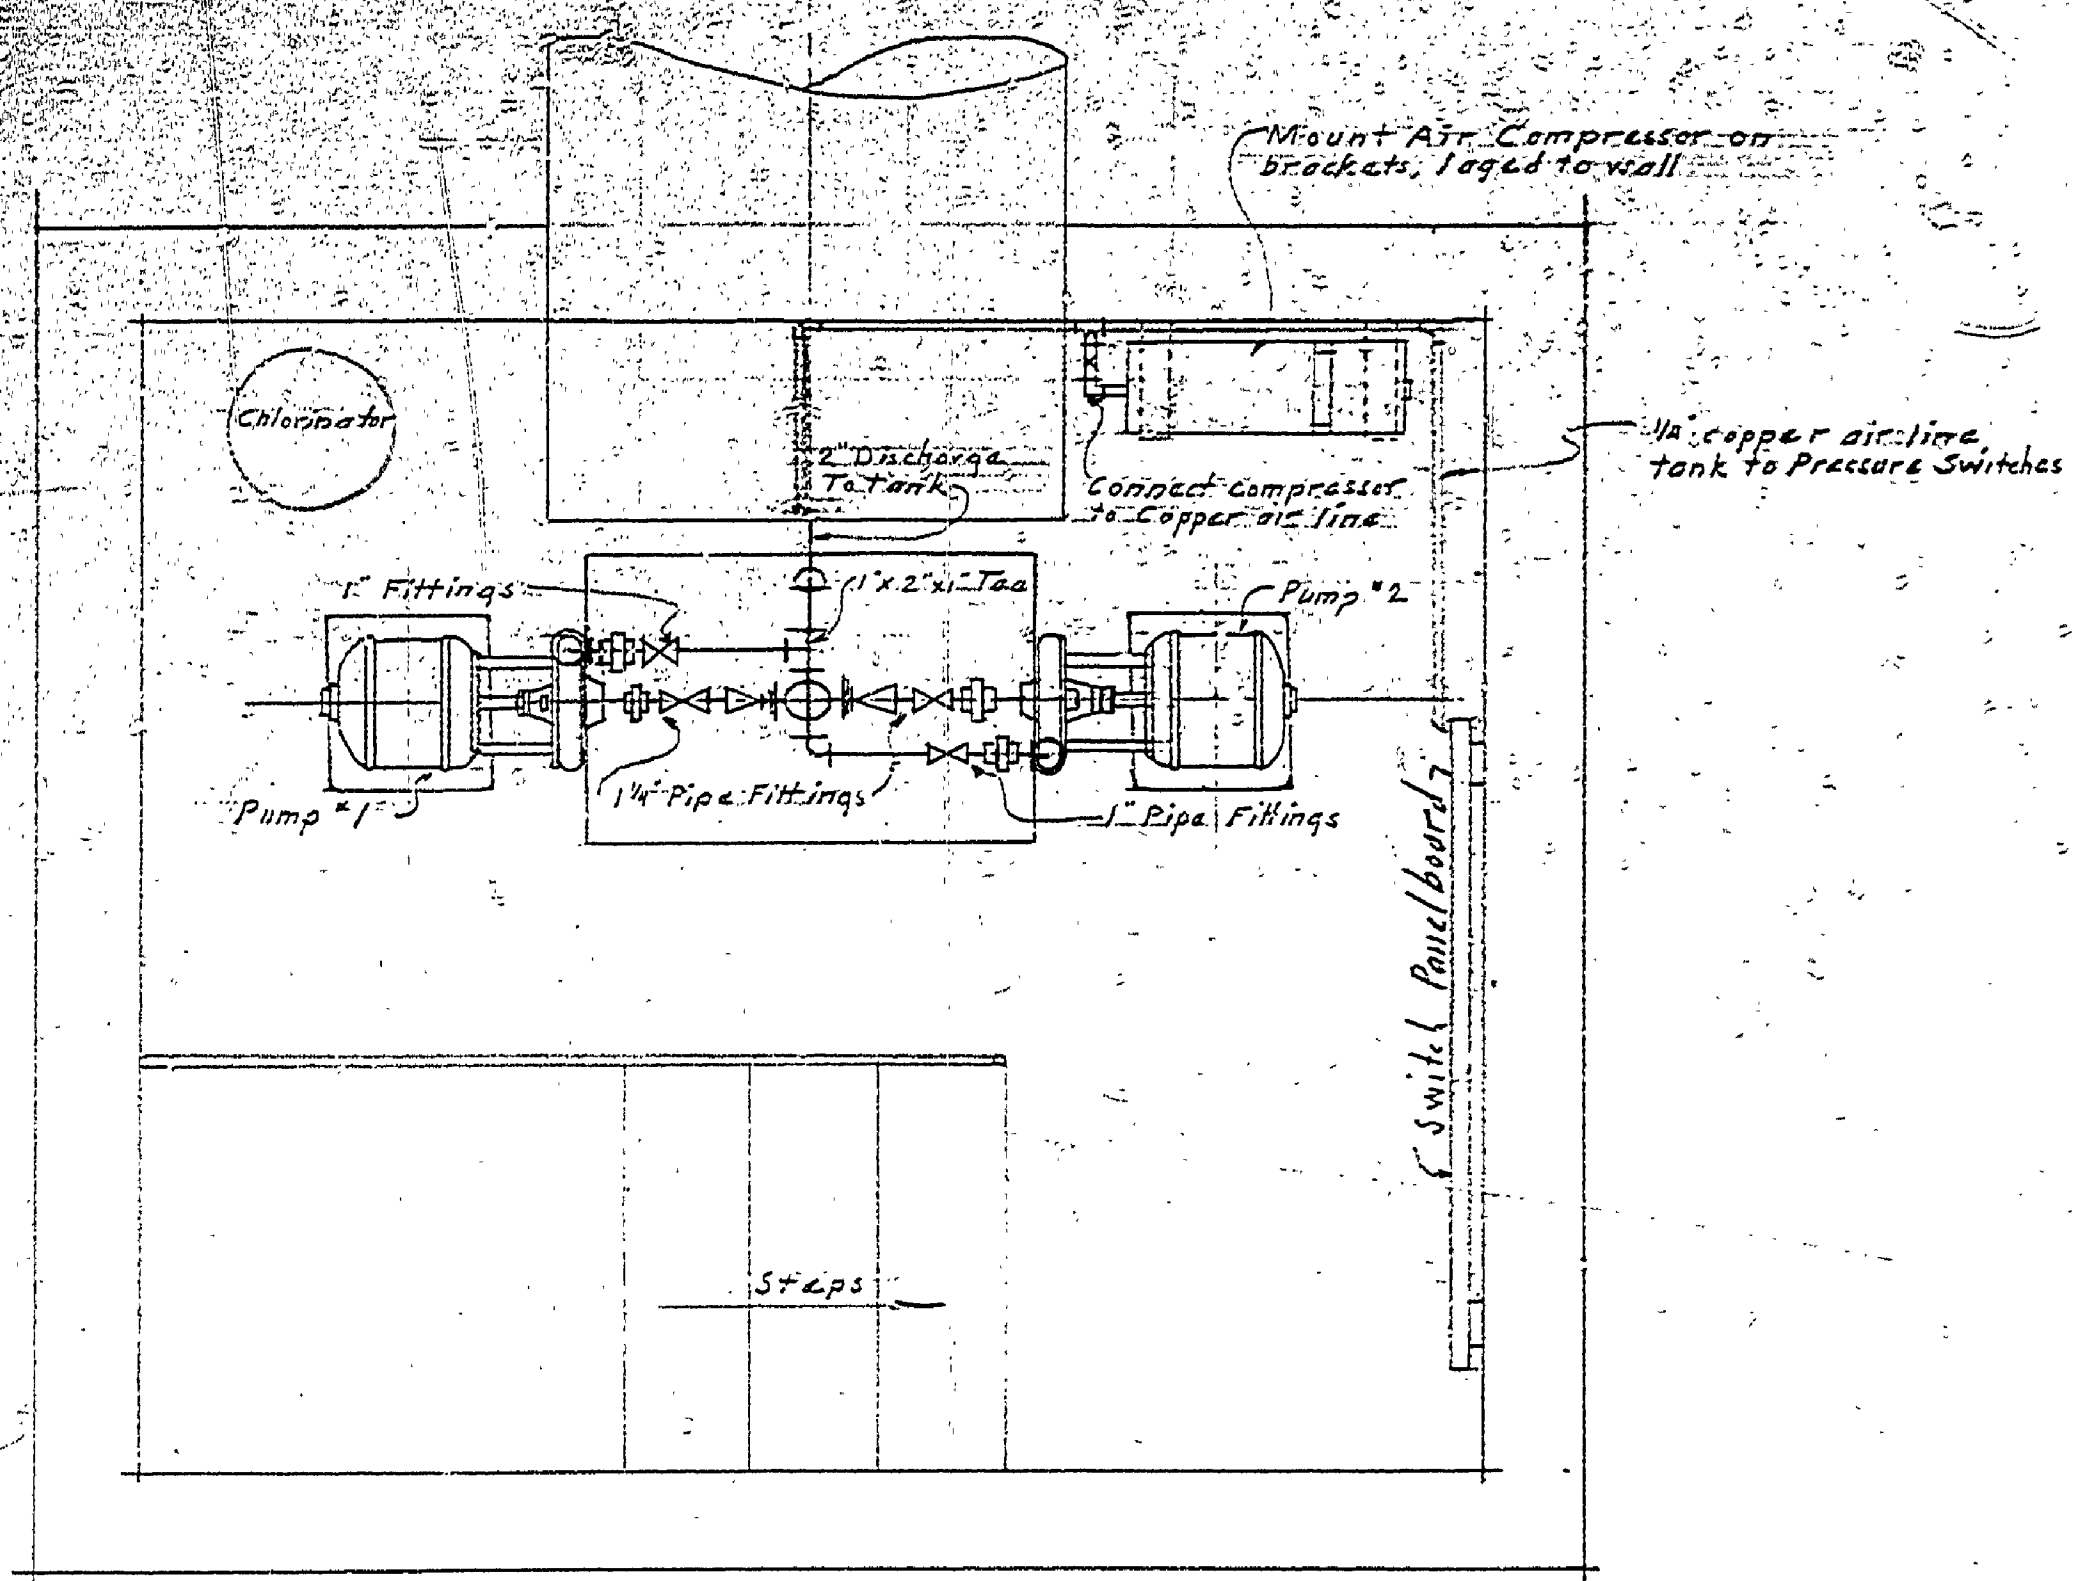 Mount Air Compressor on
brackets, laged to wall
Chlorinator
2" Discharge
To tank
Connect compressor
to Copper air line
1/4" copper air line
tank to Pressure Switches
1" Fittings
1"x2"x1" Tee
Pump #2
Pump #1
1 1/4" Pipe Fittings
1" Pipe Fittings
Switch Panelboard
Steps